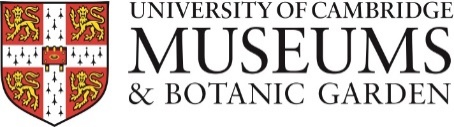 UNIVERSITY OF CAMBRIDGE
MUSEUMS
& BOTANIC GARDEN